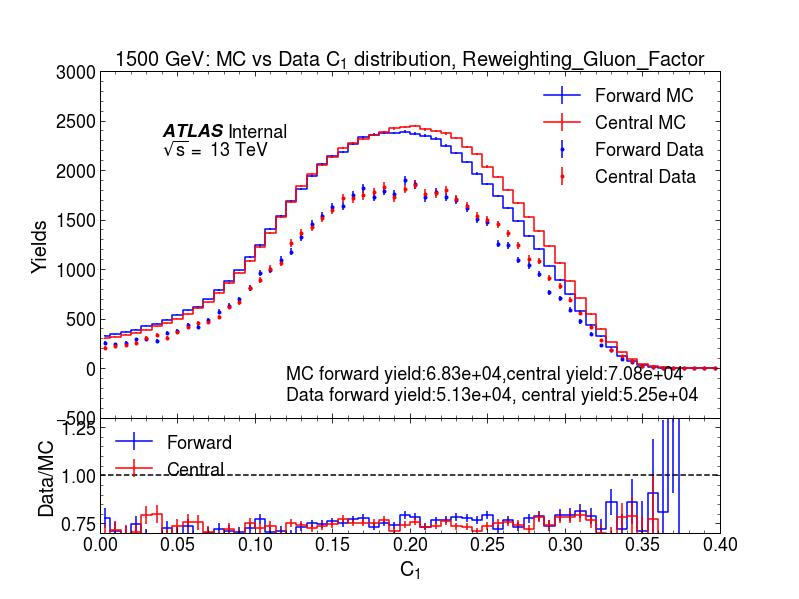 1500 GeV: MC vs Data C₁ distribution, Reweighting_Gluon_Factor
3000
2500
2000
1500
1000
500
0
−500
Yields
ATLAS Internal
√s = 13 TeV
Forward MC
Central MC
Forward Data
Central Data
MC forward yield:6.83e+04,central yield:7.08e+04
Data forward yield:5.13e+04, central yield:5.25e+04
1.25
1.00
0.75
Data/MC
Forward
Central
0.00 0.05 0.10 0.15 0.20 0.25 0.30 0.35 0.40
C₁